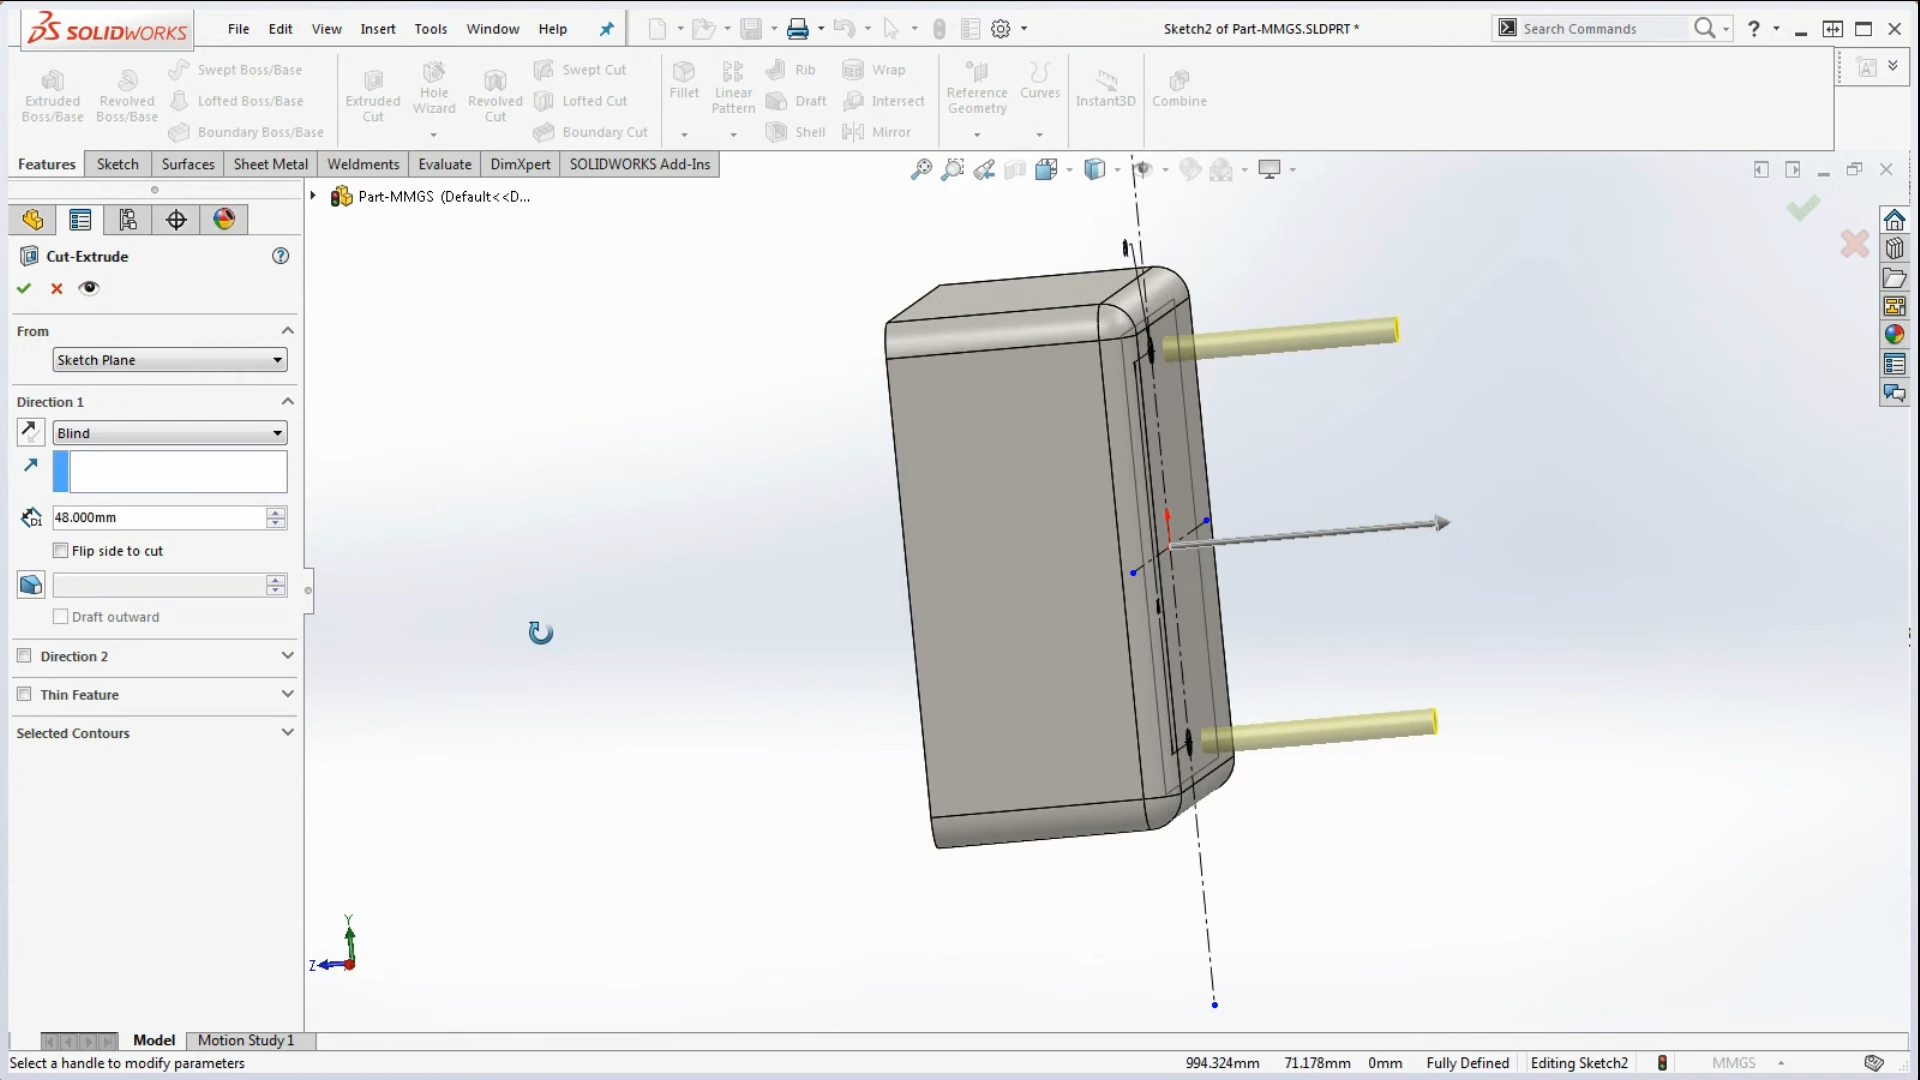 SOLIDWORKS
File Edit View Insert Tools Window Help
Sketch2 of Part-MMGS.SLDPRT *
Search Commands
?
Extruded Boss/Base
Revolved Boss/Base
Swept Boss/Base
Lofted Boss/Base
Boundary Boss/Base
Extruded Cut
Hole Wizard
Revolved Cut
Swept Cut
Lofted Cut
Boundary Cut
Fillet
Linear Pattern
Rib
Draft
Shell
Wrap
Intersect
Mirror
Reference Geometry
Curves
Instant3D
Combine
Features Sketch Surfaces Sheet Metal Weldments Evaluate DimXpert SOLIDWORKS Add-Ins
Part-MMGS (Default<<D...
Cut-Extrude
From
Sketch Plane
Direction 1
Blind
D1
48.000mm
Flip side to cut
Draft outward
Direction 2
Thin Feature
Selected Contours
Y
Z
Model Motion Study 1
Select a handle to modify parameters
994.324mm 71.178mm 0mm Fully Defined Editing Sketch2 MMGS